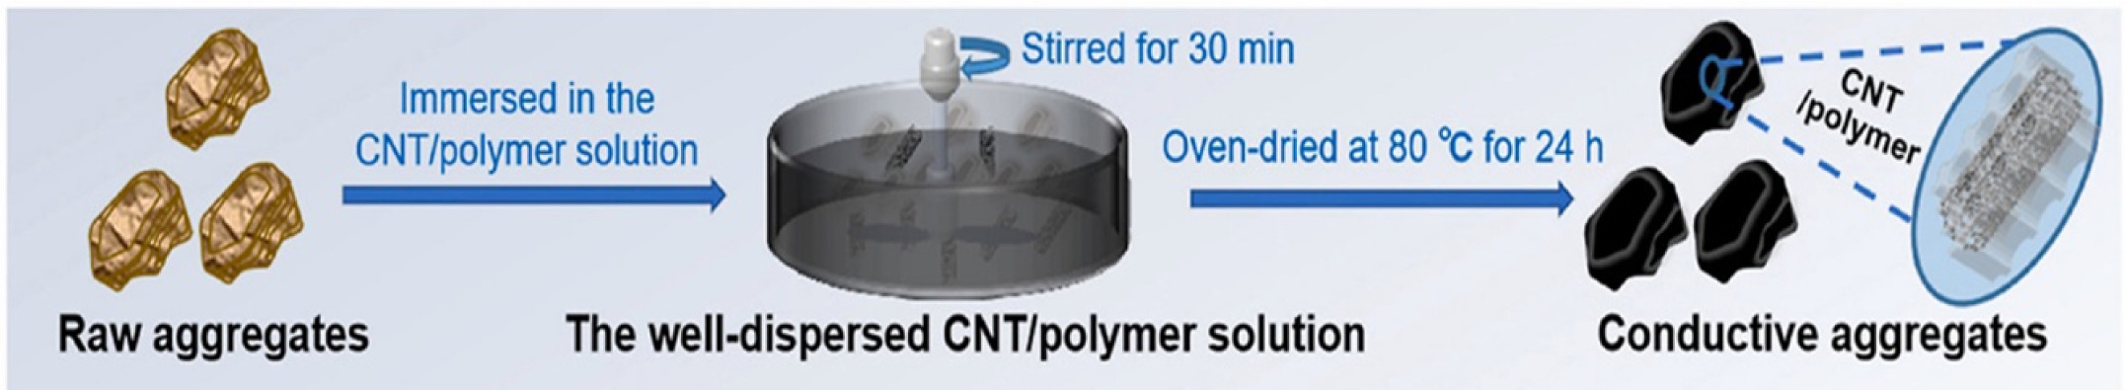 Raw aggregates
Immersed in the
CNT/polymer solution
Stirred for 30 min
The well-dispersed CNT/polymer solution
Oven-dried at 80 ℃ for 24 h
CNT
/polymer
Conductive aggregates